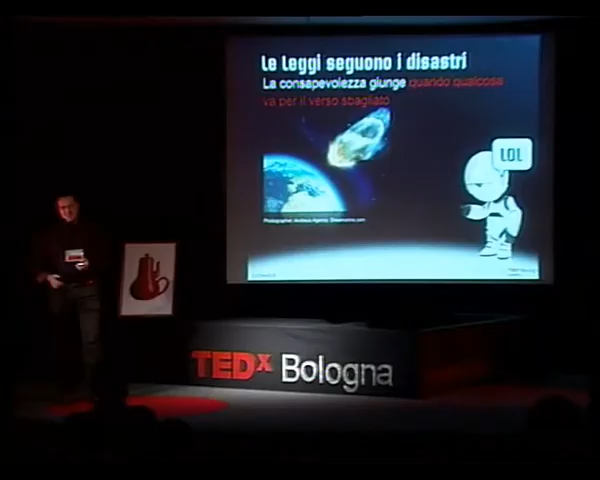 Le Leggi seguono i disastri
La consapevolezza giunge quando qualcosa
va per il verso sbagliato
LOL
TEDx Bologna